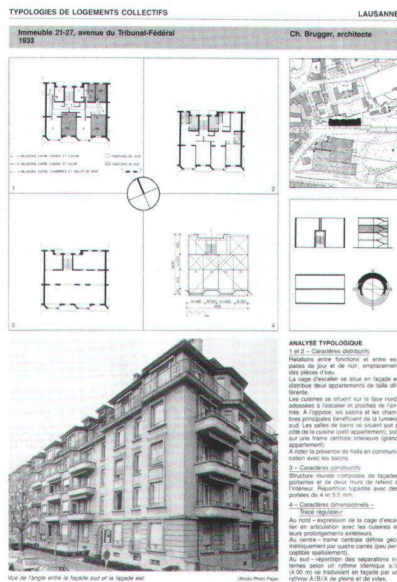 TYPOLOGIES DE LOGEMENTS COLLECTIFS
LAUSANNE
Immeuble 21-27, avenue du Tribunal-Fédéral
1933
Ch. Brugger, architecte
1
2
3
4
ANALYSE TYPOLOGIQUE
1 et 2 – Caractères distributifs
Relations entre fonctions et entre es-
paces de jour et de nuit; emplacement
des pièces d'eau.
La cage d'escalier se situe en façade et
distribue deux appartements de taille dif-
férente.
Les cuisines se situent sur la face nord,
adossées à l'escalier et proches de l'en-
trée. A l'opposé, les salons et les cham-
bres principales bénéficient de la lumière
sud. Les salles de bains se situent soit à
côté de la cuisine (petit appartement), soit
sur une trame centrale intérieure (grand
appartement).
A noter la présence de halls en communi-
cation avec les salons.
3 – Caractères constructifs
Structure murale composée de façades
portantes et de deux murs de refend à
l'intérieur. Répartition tripartite avec des
portées de 4 et 5.5 mm.
4 – Caractères dimensionnels –
Tracé régulateur
Au nord – expression de la cage d'esca-
lier en articulation avec les cuisines et
leurs prolongements extérieurs.
Au centre – trame centrale définie géo-
métriquement par quatre carrés (peu per-
ceptible spatialement).
Au sud – répartition des séparations in-
ternes selon un rythme identique a/a
(4.00 m) se traduisant en façade par un
rythme A/B/A de pleins et de vides.
Vue de l'angle entre la façade sud et la façade est.
(Studio Photo Page)